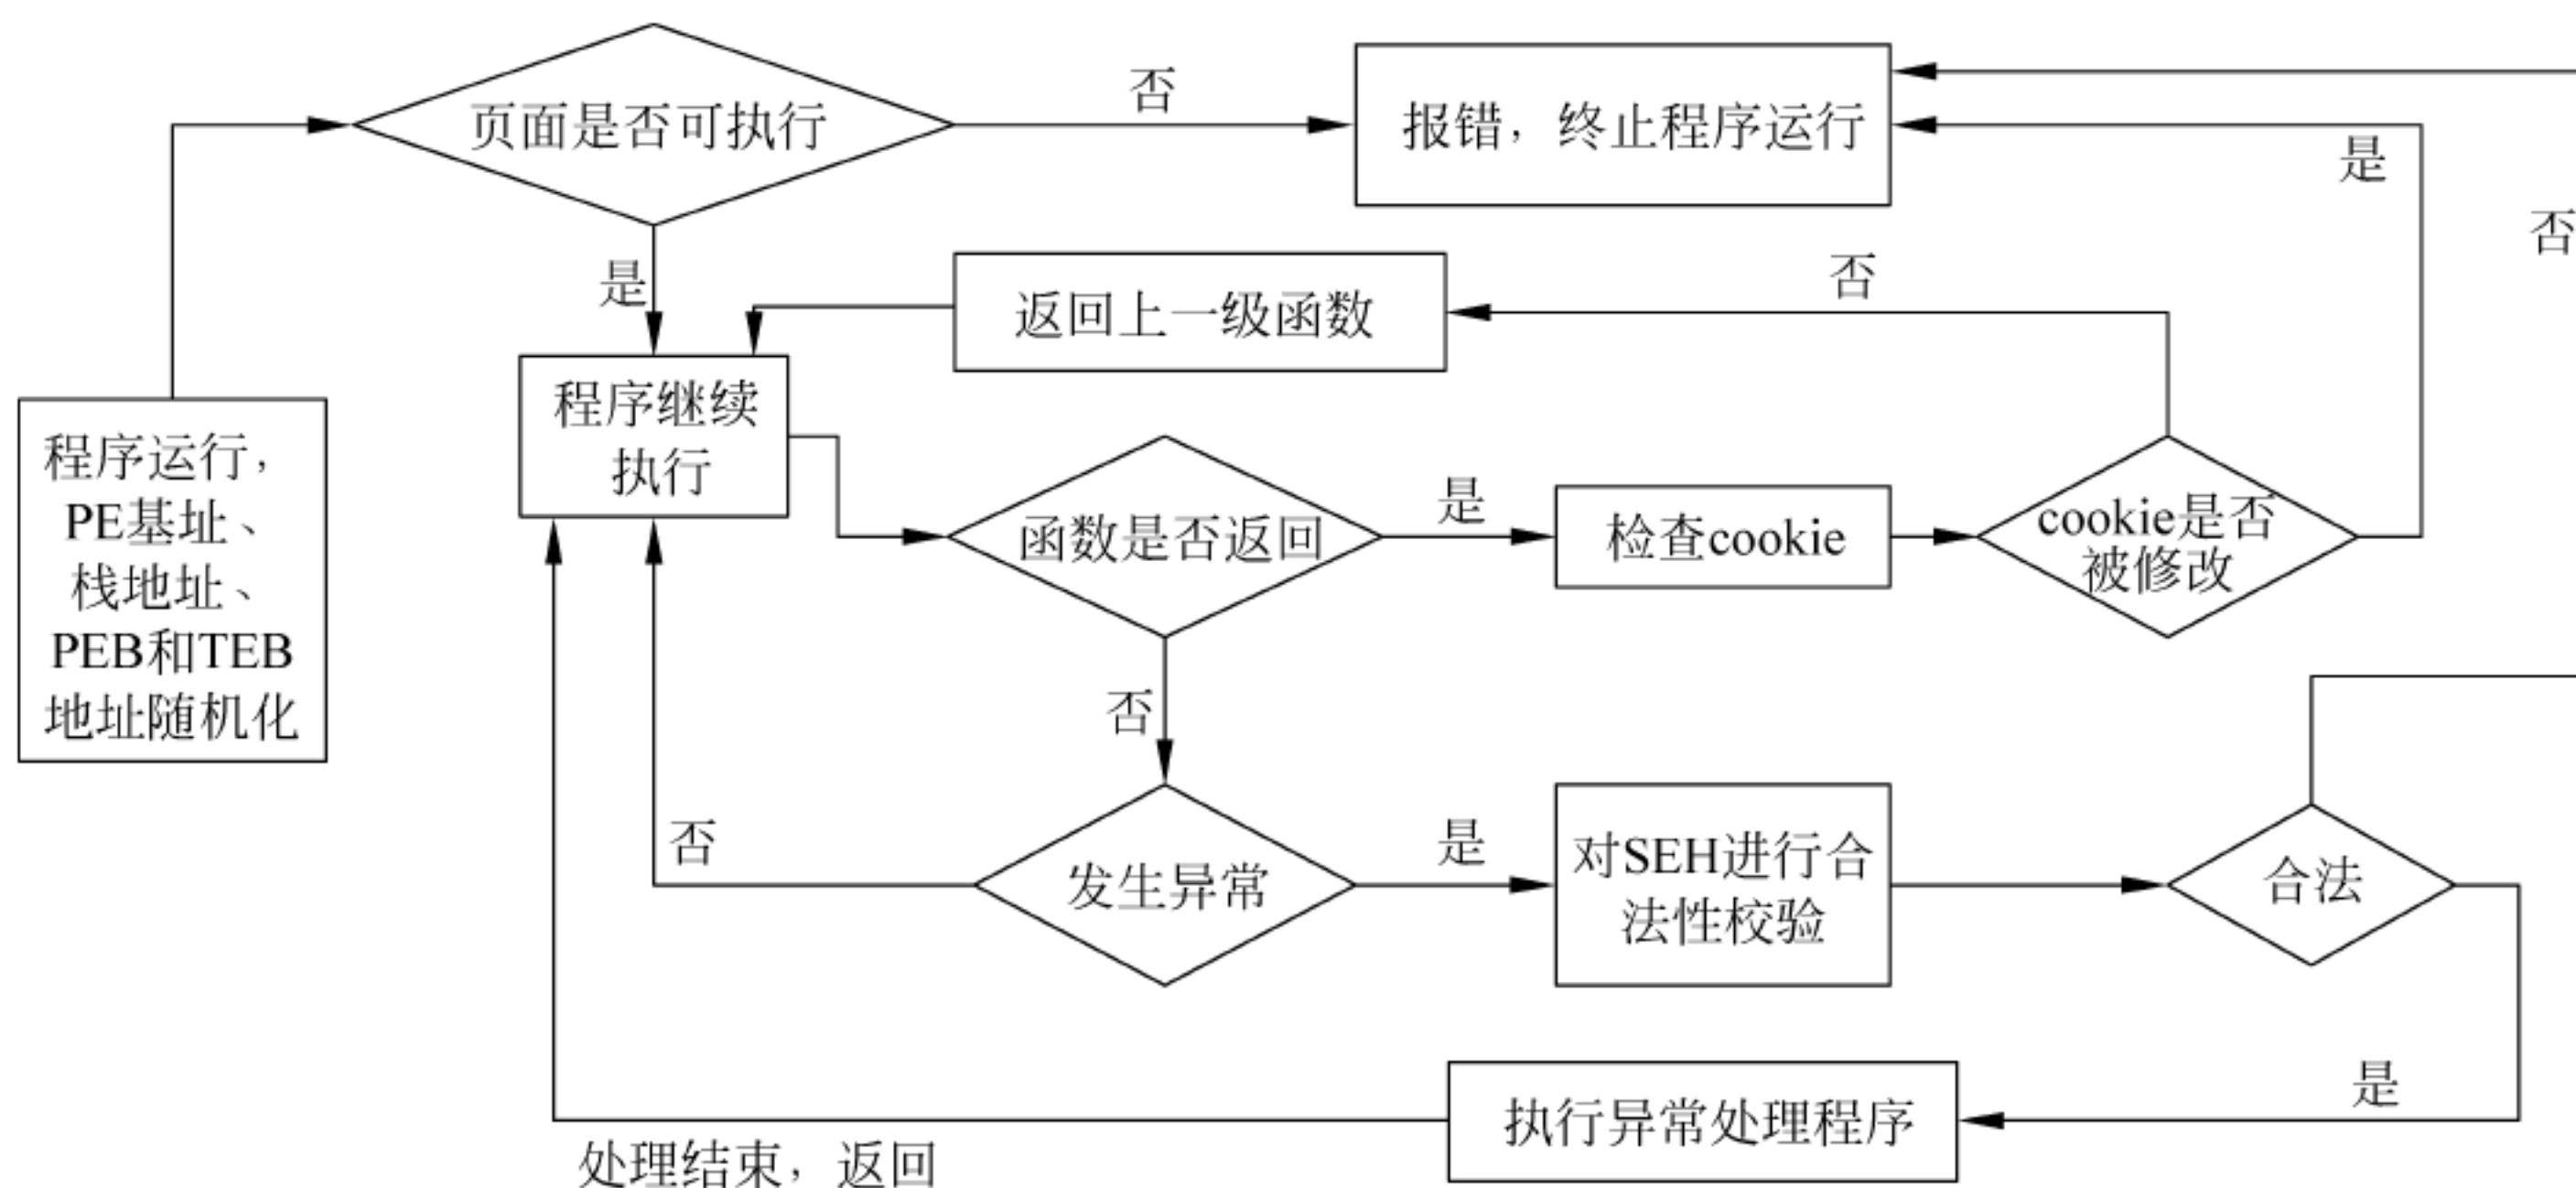 页面是否可执行
否
报错，终止程序运行
是
否
是
返回上一级函数
否
程序继续
执行
程序运行，
PE基址、
栈地址、
PEB和TEB
地址随机化
函数是否返回
是
检查cookie
cookie是否
被修改
否
否
发生异常
是
对SEH进行合
法性校验
合法
是
执行异常处理程序
处理结束，返回